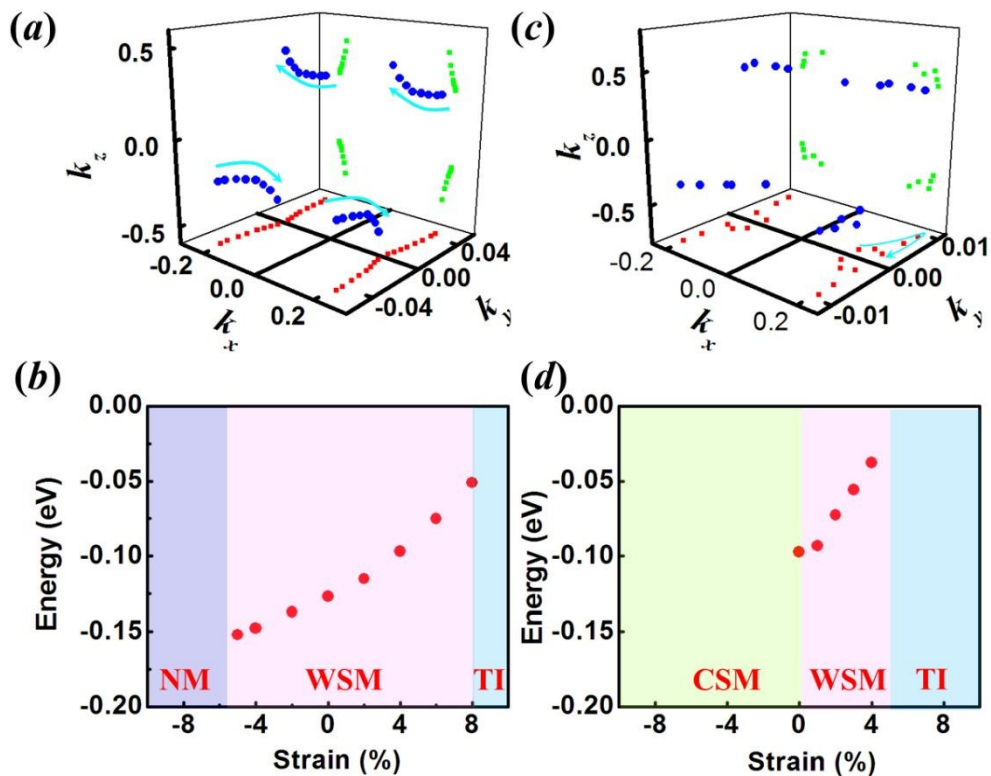 (a)
0.5
0.0
-0.5
k_z
-0.2
0.0
0.2
k_x
-0.04
0.00
0.04
k_y
(c)
0.5
0.0
-0.5
k_z
-0.2
0.0
0.2
k_x
-0.01
0.00
0.01
k_y
(b)
0.00
-0.05
-0.10
-0.15
-0.20
Energy (eV)
NM WSM TI
-8 -4 0 4 8
Strain (%)
(d)
0.00
-0.05
-0.10
-0.15
-0.20
Energy (eV)
CSM WSM TI
-8 -4 0 4 8
Strain (%)